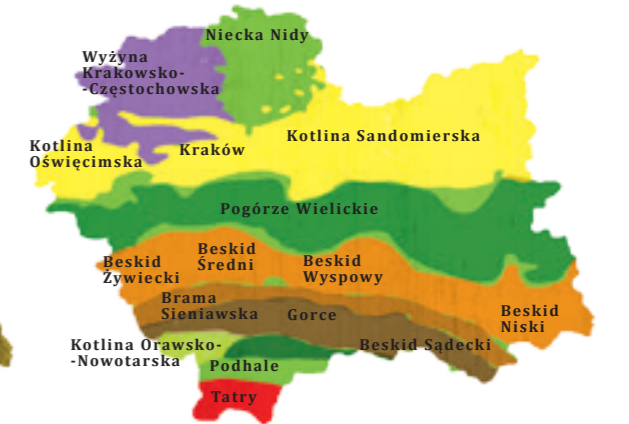 Niecka Nidy
Wyżyna
Krakowsko-
-Częstochowska
Kotlina Sandomierska
Kotlina
Oświęcimska
Kraków
Pogórze Wielickie
Beskid
Żywiecki
Beskid
Średni
Beskid
Wyspowy
Brama
Sieniawska
Gorce
Beskid
Niski
Kotlina Orawsko-
-Nowotarska
Beskid Sądecki
Podhale
Tatry